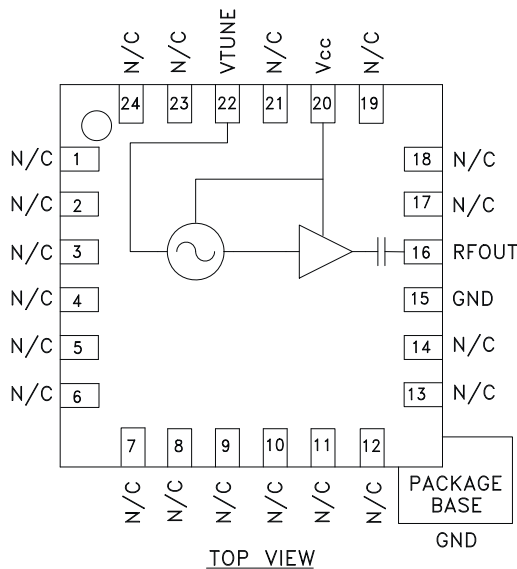 N/C N/C VTUNE N/C Vcc N/C
24 23 22 21 20 19
N/C 1 18 N/C
N/C 2 17 N/C
N/C 3 16 RFOUT
N/C 4 15 GND
N/C 5 14 N/C
N/C 6 13 N/C
7 8 9 10 11 12
N/C N/C N/C N/C N/C N/C
PACKAGE
BASE
GND
TOP VIEW